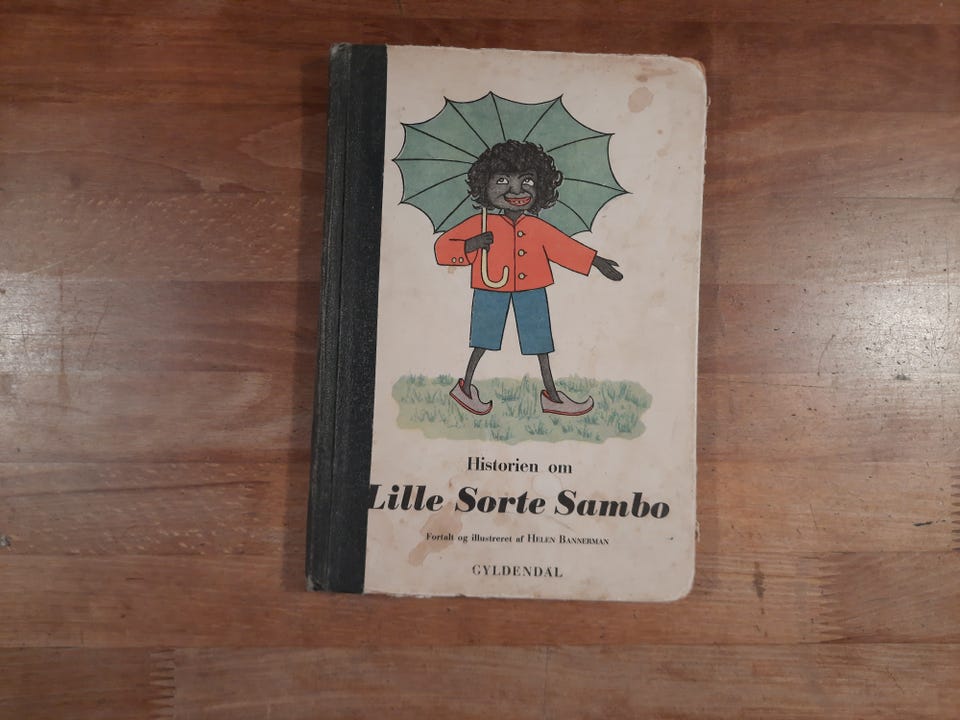 Historien om
Lille Sorte Sambo
Fortalt og illustreret af HELEN BANNERMAN
GYLDENDAL